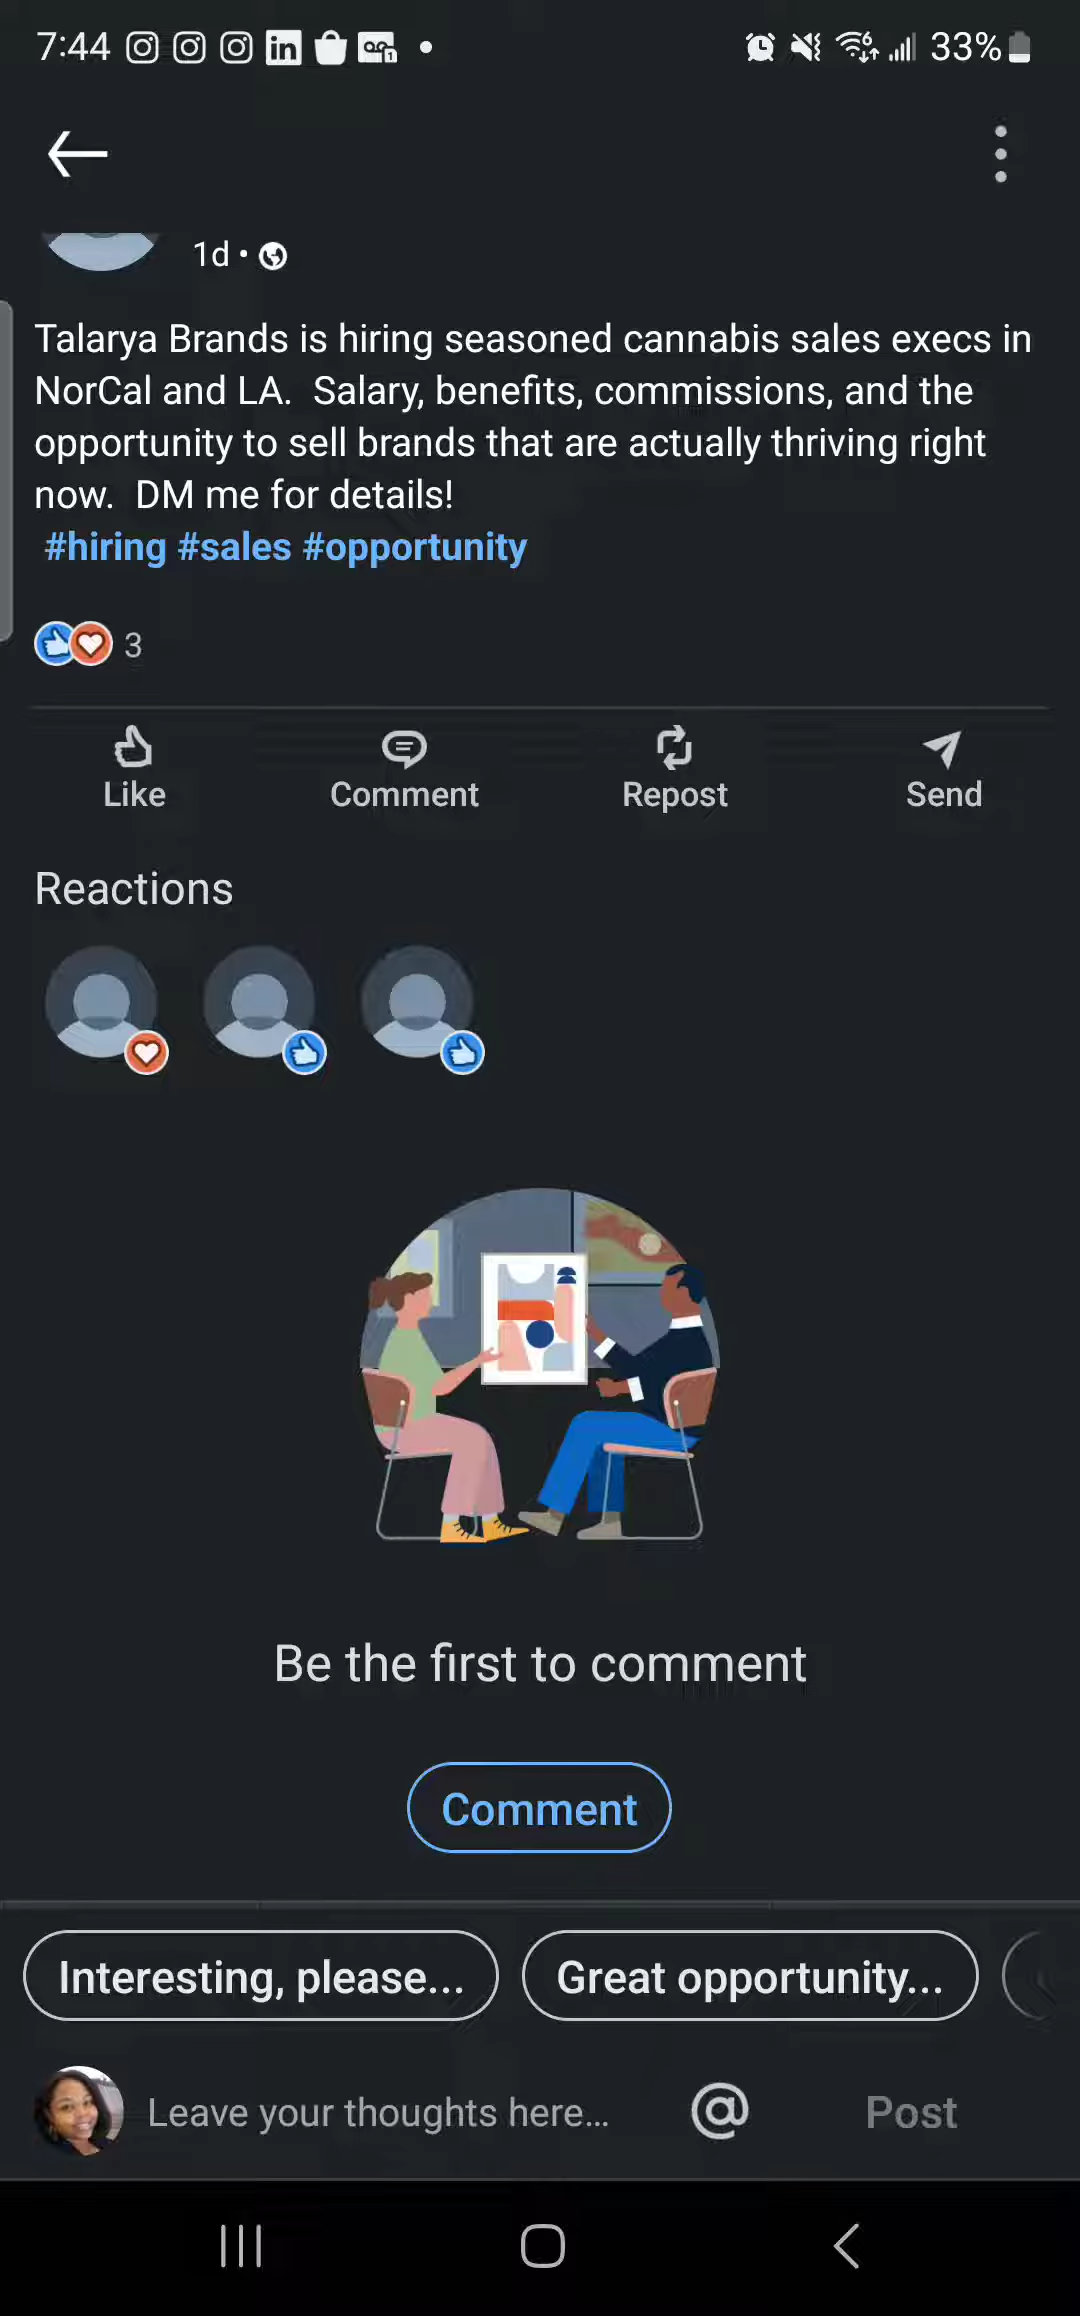 7:44 33%
1d •
Talarya Brands is hiring seasoned cannabis sales execs in
NorCal and LA.  Salary, benefits, commissions, and the
opportunity to sell brands that are actually thriving right
now.  DM me for details!
#hiring #sales #opportunity
3
Like Comment Repost Send
Reactions
Be the first to comment
Comment
Interesting, please... Great opportunity...
Leave your thoughts here... @ Post